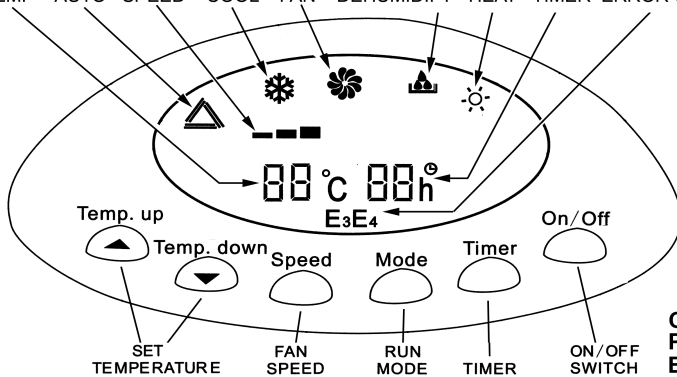 AUTO SPEED COOL FAN DEHUMIDIFY HEAT TIMER ERROR
88°C 88h
E3E4
Temp. up
Temp. down
Speed
Mode
Timer
On/Off
SET
TEMPERATURE
FAN
SPEED
RUN
MODE
TIMER
ON/OFF
SWITCH